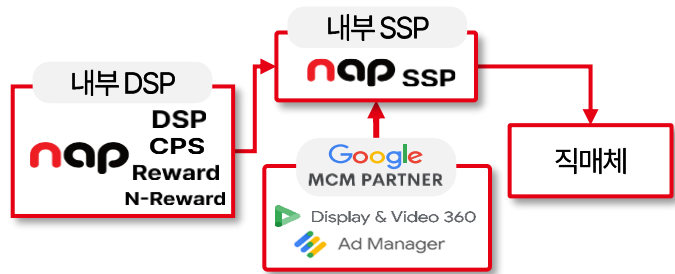 내부 DSP
nap
DSP
CPS
Reward
N-Reward
내부 SSP
nap SSP
Google
MCM PARTNER
Display & Video 360
Ad Manager
직매체